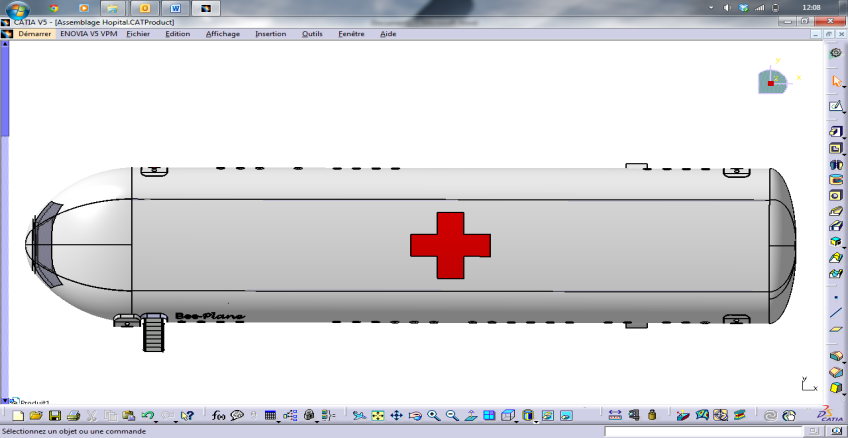 12:08
CATIA V5 - [Assemblage Hopital.CATProduct]
Démarrer ENOVIA V5 VPM Fichier Edition Affichage Insertion Outils Fenêtre Aide
y
x
Bee-Plane
y
x
Produit1
f(x)
CATIA
Sélectionnez un objet ou une commande